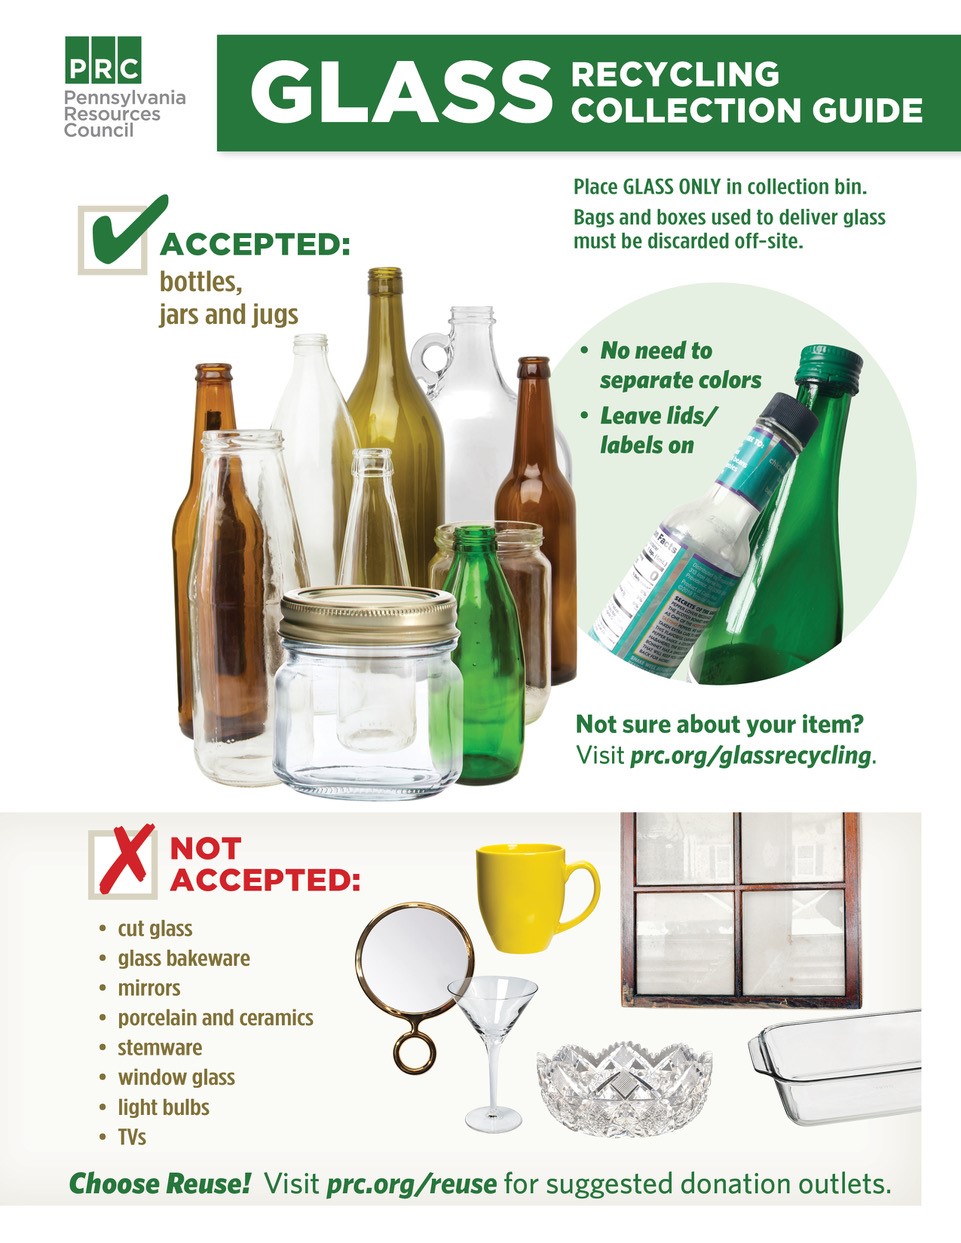 PRC
Pennsylvania
Resources
Council
GLASS RECYCLING
COLLECTION GUIDE
Place GLASS ONLY in collection bin.
Bags and boxes used to deliver glass
must be discarded off-site.
ACCEPTED:
bottles,
jars and jugs
• No need to
separate colors
• Leave lids/
labels on
Not sure about your item?
Visit prc.org/glassrecycling.
NOT
ACCEPTED:
• cut glass
• glass bakeware
• mirrors
• porcelain and ceramics
• stemware
• window glass
• light bulbs
• TVs
Choose Reuse! Visit prc.org/reuse for suggested donation outlets.